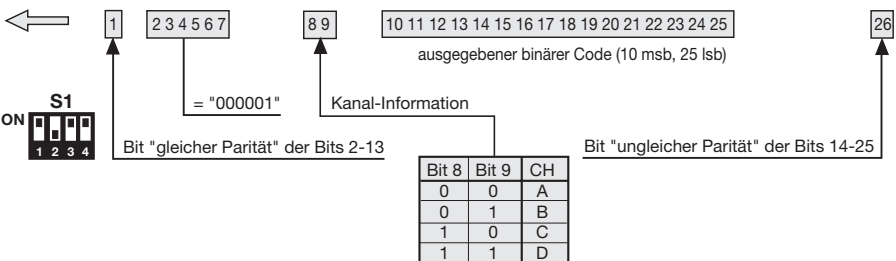 1 2 3 4 5 6 7 8 9 10 11 12 13 14 15 16 17 18 19 20 21 22 23 24 25 26
ausgegebener binärer Code (10 msb, 25 lsb)
S1
ON
1 2 3 4
= "000001"
Kanal-Information
Bit "gleicher Parität" der Bits 2-13
Bit "ungleicher Parität" der Bits 14-25
Bit 8 Bit 9 CH
0 0 A
0 1 B
1 0 C
1 1 D